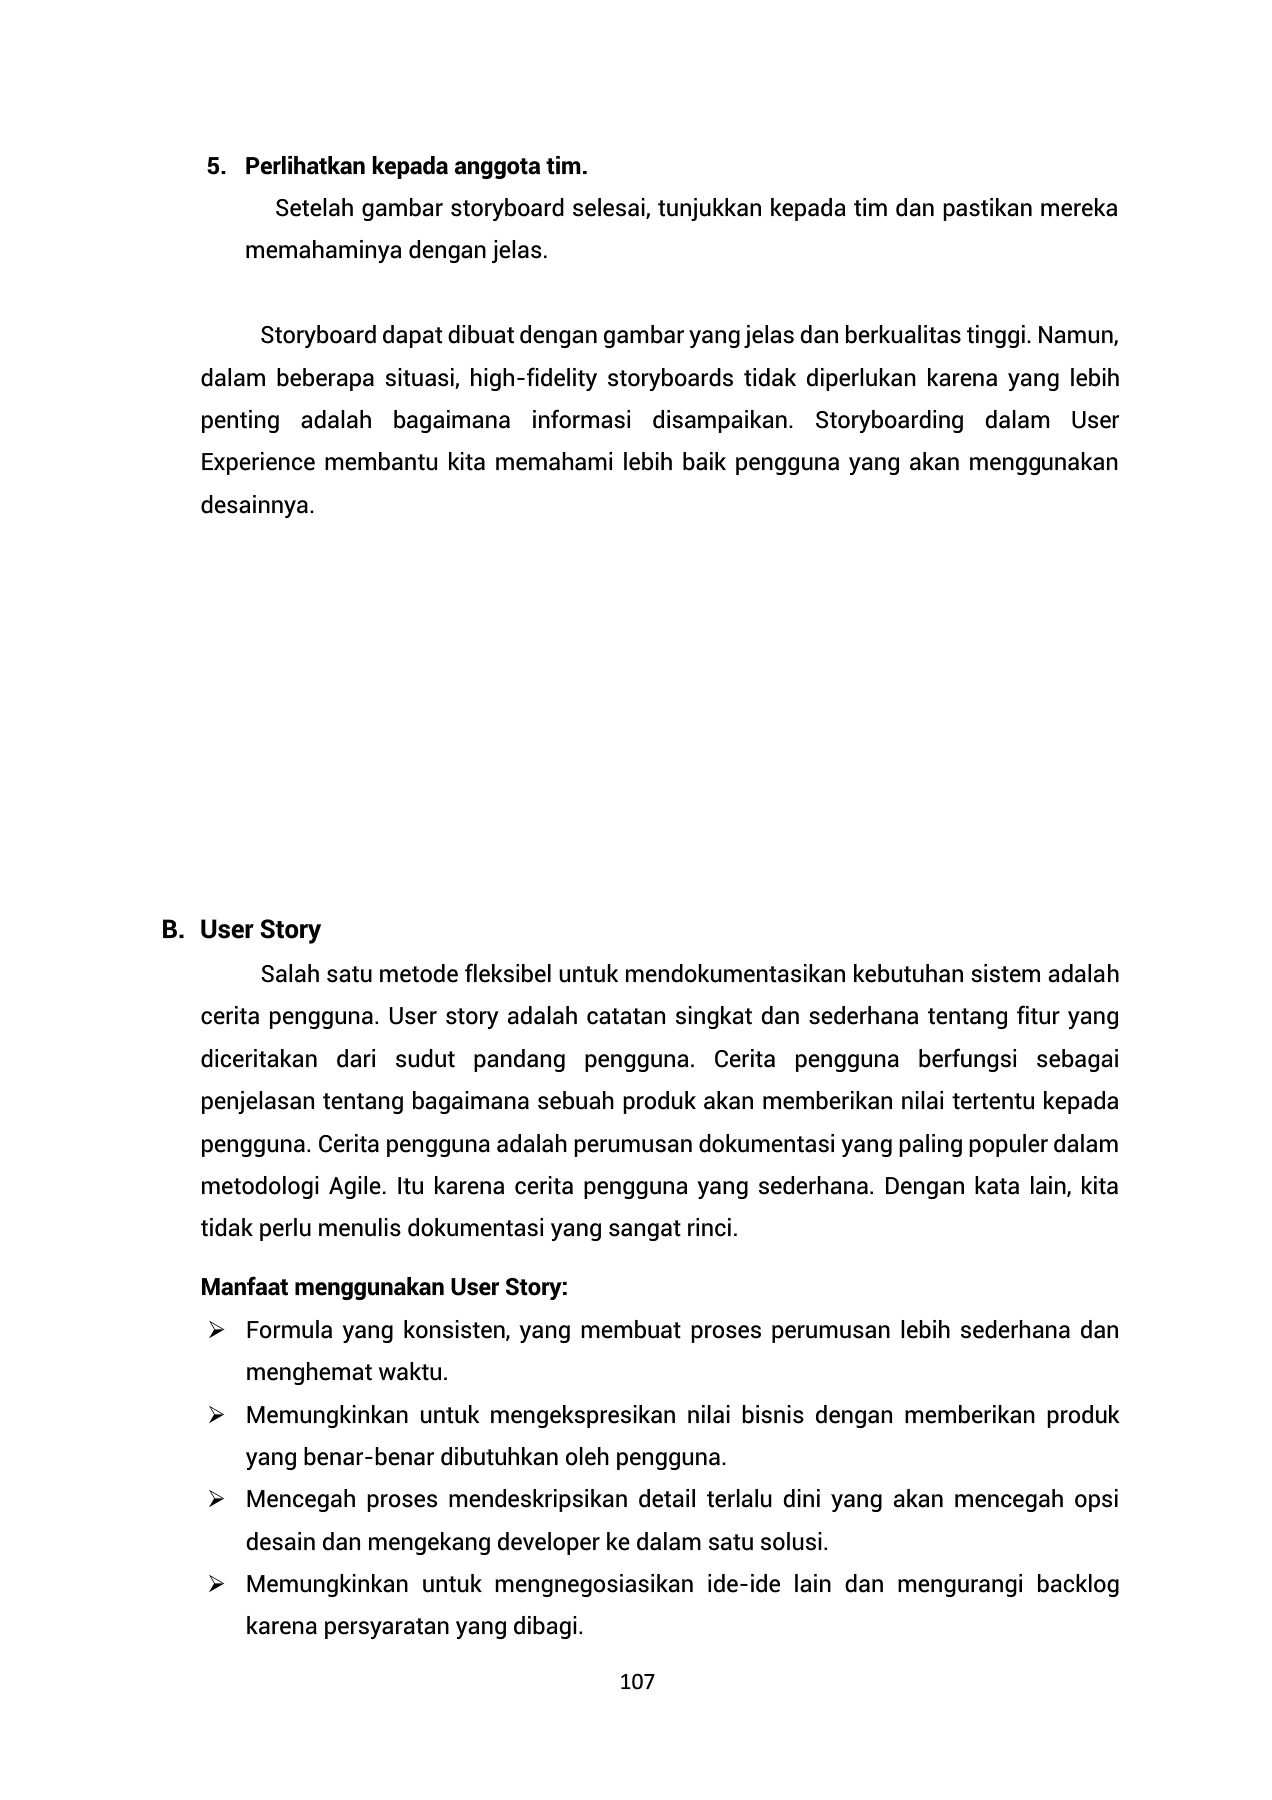 5. Perlihatkan kepada anggota tim.
Setelah gambar storyboard selesai, tunjukkan kepada tim dan pastikan mereka
memahaminya dengan jelas.
Storyboard dapat dibuat dengan gambar yang jelas dan berkualitas tinggi. Namun,
dalam beberapa situasi, high-fidelity storyboards tidak diperlukan karena yang lebih
penting adalah bagaimana informasi disampaikan. Storyboarding dalam User
Experience membantu kita memahami lebih baik pengguna yang akan menggunakan
desainnya.
B. User Story
Salah satu metode fleksibel untuk mendokumentasikan kebutuhan sistem adalah
cerita pengguna. User story adalah catatan singkat dan sederhana tentang fitur yang
diceritakan dari sudut pandang pengguna. Cerita pengguna berfungsi sebagai
penjelasan tentang bagaimana sebuah produk akan memberikan nilai tertentu kepada
pengguna. Cerita pengguna adalah perumusan dokumentasi yang paling populer dalam
metodologi Agile. Itu karena cerita pengguna yang sederhana. Dengan kata lain, kita
tidak perlu menulis dokumentasi yang sangat rinci.
Manfaat menggunakan User Story:
➢ Formula yang konsisten, yang membuat proses perumusan lebih sederhana dan
menghemat waktu.
➢ Memungkinkan untuk mengekspresikan nilai bisnis dengan memberikan produk
yang benar-benar dibutuhkan oleh pengguna.
➢ Mencegah proses mendeskripsikan detail terlalu dini yang akan mencegah opsi
desain dan mengekang developer ke dalam satu solusi.
➢ Memungkinkan untuk mengnegosiasikan ide-ide lain dan mengurangi backlog
karena persyaratan yang dibagi.
107